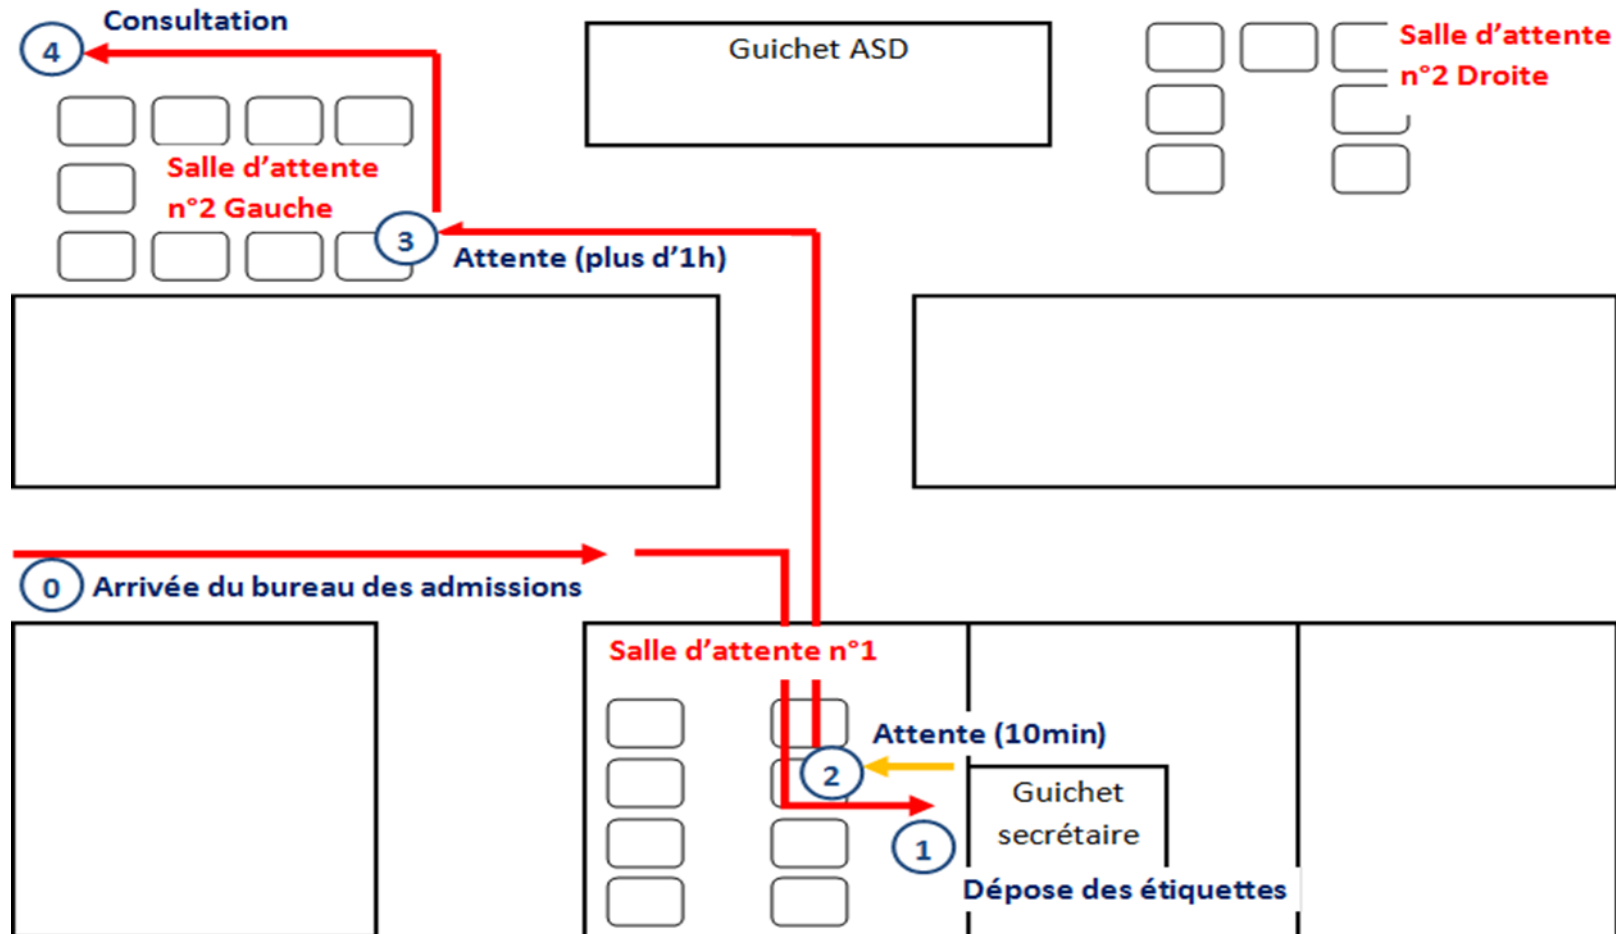 Consultation
4
Guichet ASD
Salle d’attente
n°2 Droite
Salle d’attente
n°2 Gauche
3
Attente (plus d’1h)
0
Arrivée du bureau des admissions
Salle d’attente n°1
Attente (10min)
2
Guichet
secrétaire
1
Dépose des étiquettes